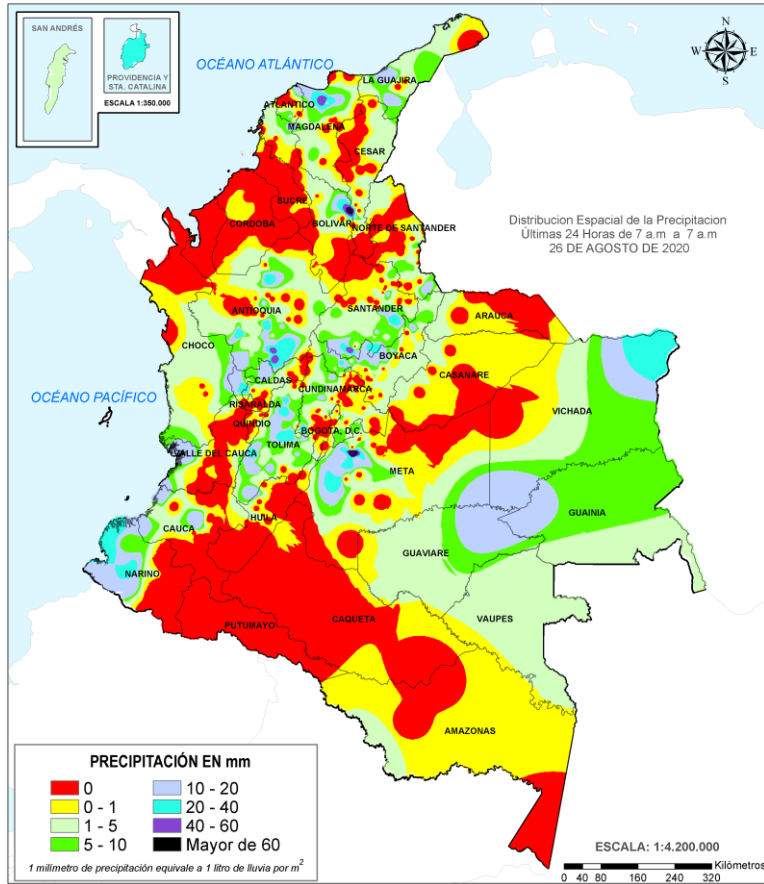 SAN ANDRÉS
PROVIDENCIA Y
STA. CATALINA
ESCALA 1:350.000
OCÉANO ATLÁNTICO
N
W
E
S
LA GUAJIRA
ATLANTICO
MAGDALENA
CESAR
SUCRE
CORDOBA
BOLIVAR
NORTE DE SANTANDER
Distribucion Espacial de la Precipitacion
Últimas 24 Horas de 7 a.m a 7 a.m
26 DE AGOSTO DE 2020
ANTIOQUIA
SANTANDER
ARAUCA
CHOCO
BOYACA
CALDAS
CUNDINAMARCA
CASANARE
OCÉANO PACÍFICO
RISARALDA
VICHADA
QUINDIO
BOGOTA, D.C.
TOLIMA
VALLE DEL CAUCA
META
GUAINIA
HUILA
CAUCA
GUAVIARE
NARINO
VAUPES
PUTUMAYO
CAQUETA
AMAZONAS
PRECIPITACIÓN EN mm
0
10 - 20
0 - 1
20 - 40
1 - 5
40 - 60
5 - 10
Mayor de 60
1 milímetro de precipitación equivale a 1 litro de lluvia por m²
ESCALA: 1:4.200.000
Kilómetros
0 40 80 160 240 320